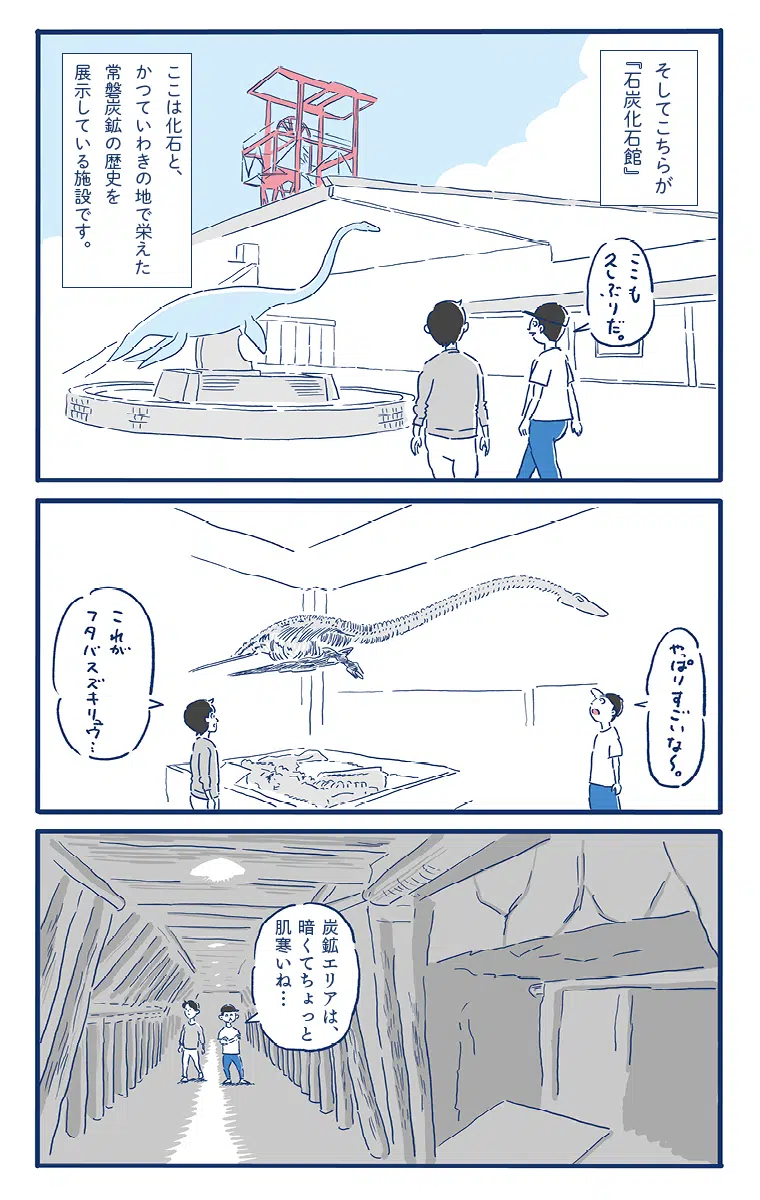 そしてこちらが
『石炭化石館』
ここは化石と、
かつていわきの地で栄えた
常磐炭鉱の歴史を
展示している施設です。
ここも
久しぶりだ。
やっぱりすごいな〜。
これが
フタバスズキリュウ…
炭鉱エリアは、
暗くてちょっと
肌寒いね…